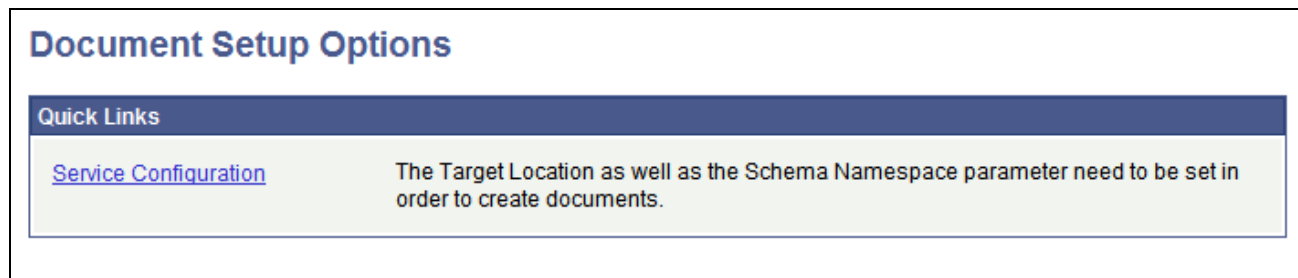 Document Setup Options
Quick Links
Service Configuration
The Target Location as well as the Schema Namespace parameter need to be set in
order to create documents.